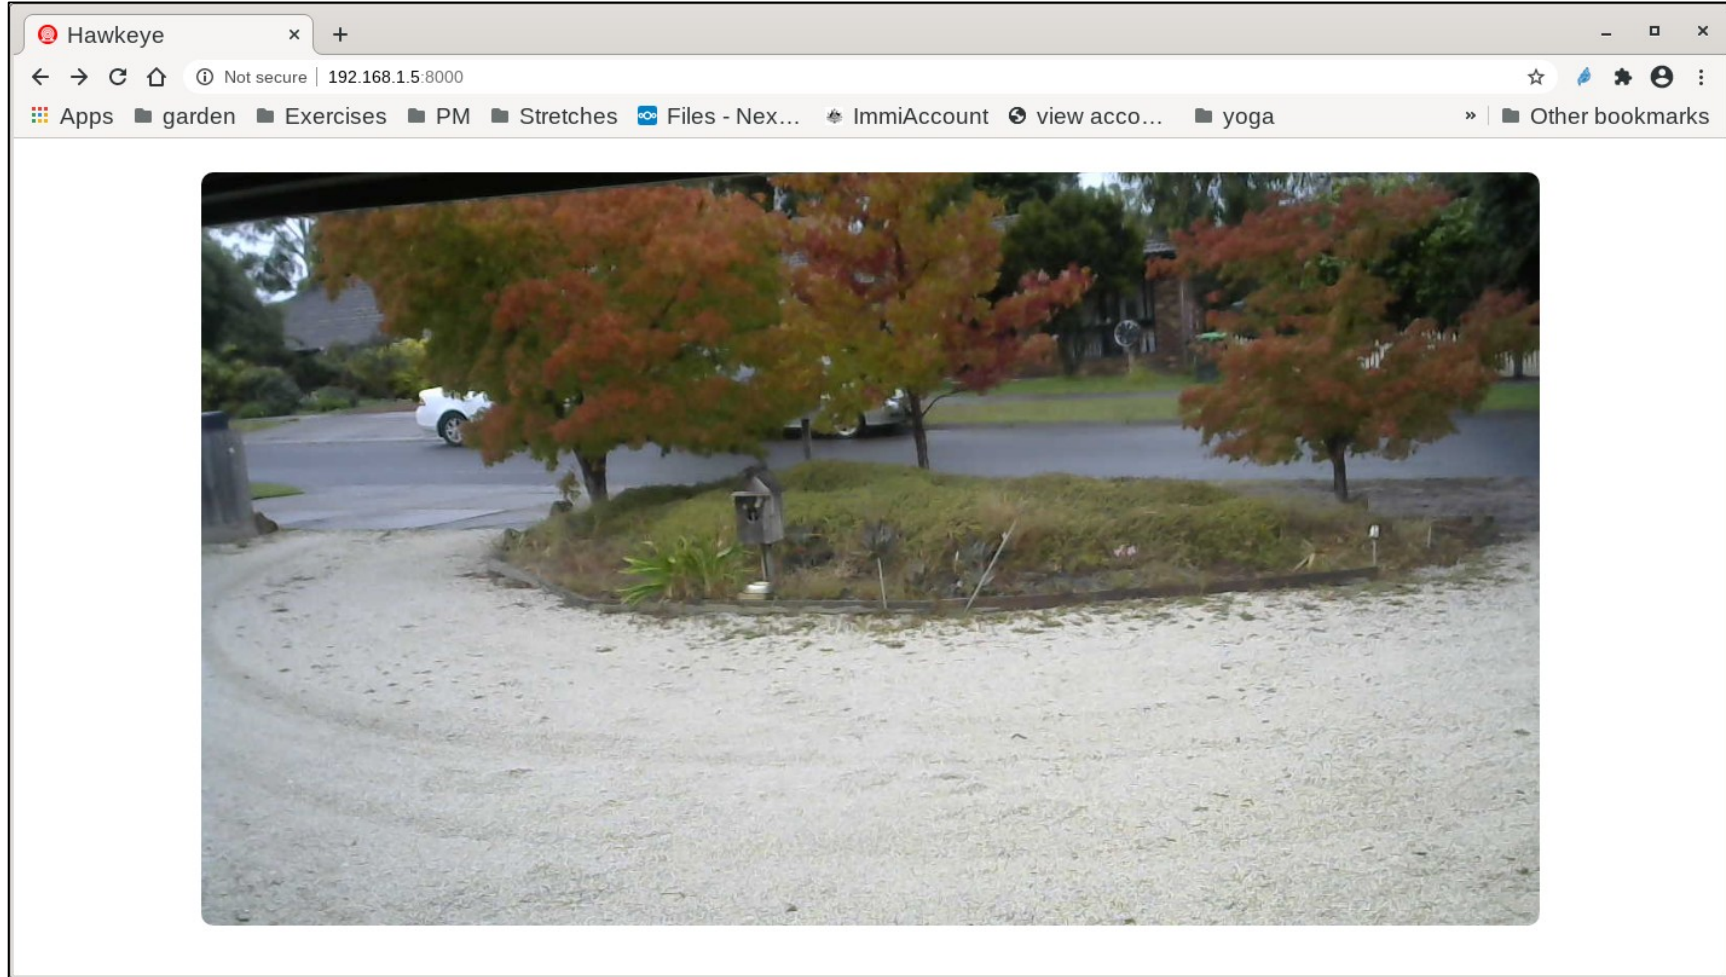 Hawkeye
Not secure 192.168.1.5:8000
Apps garden Exercises PM Stretches Files - Nex... ImmiAccount view acco... yoga » Other bookmarks